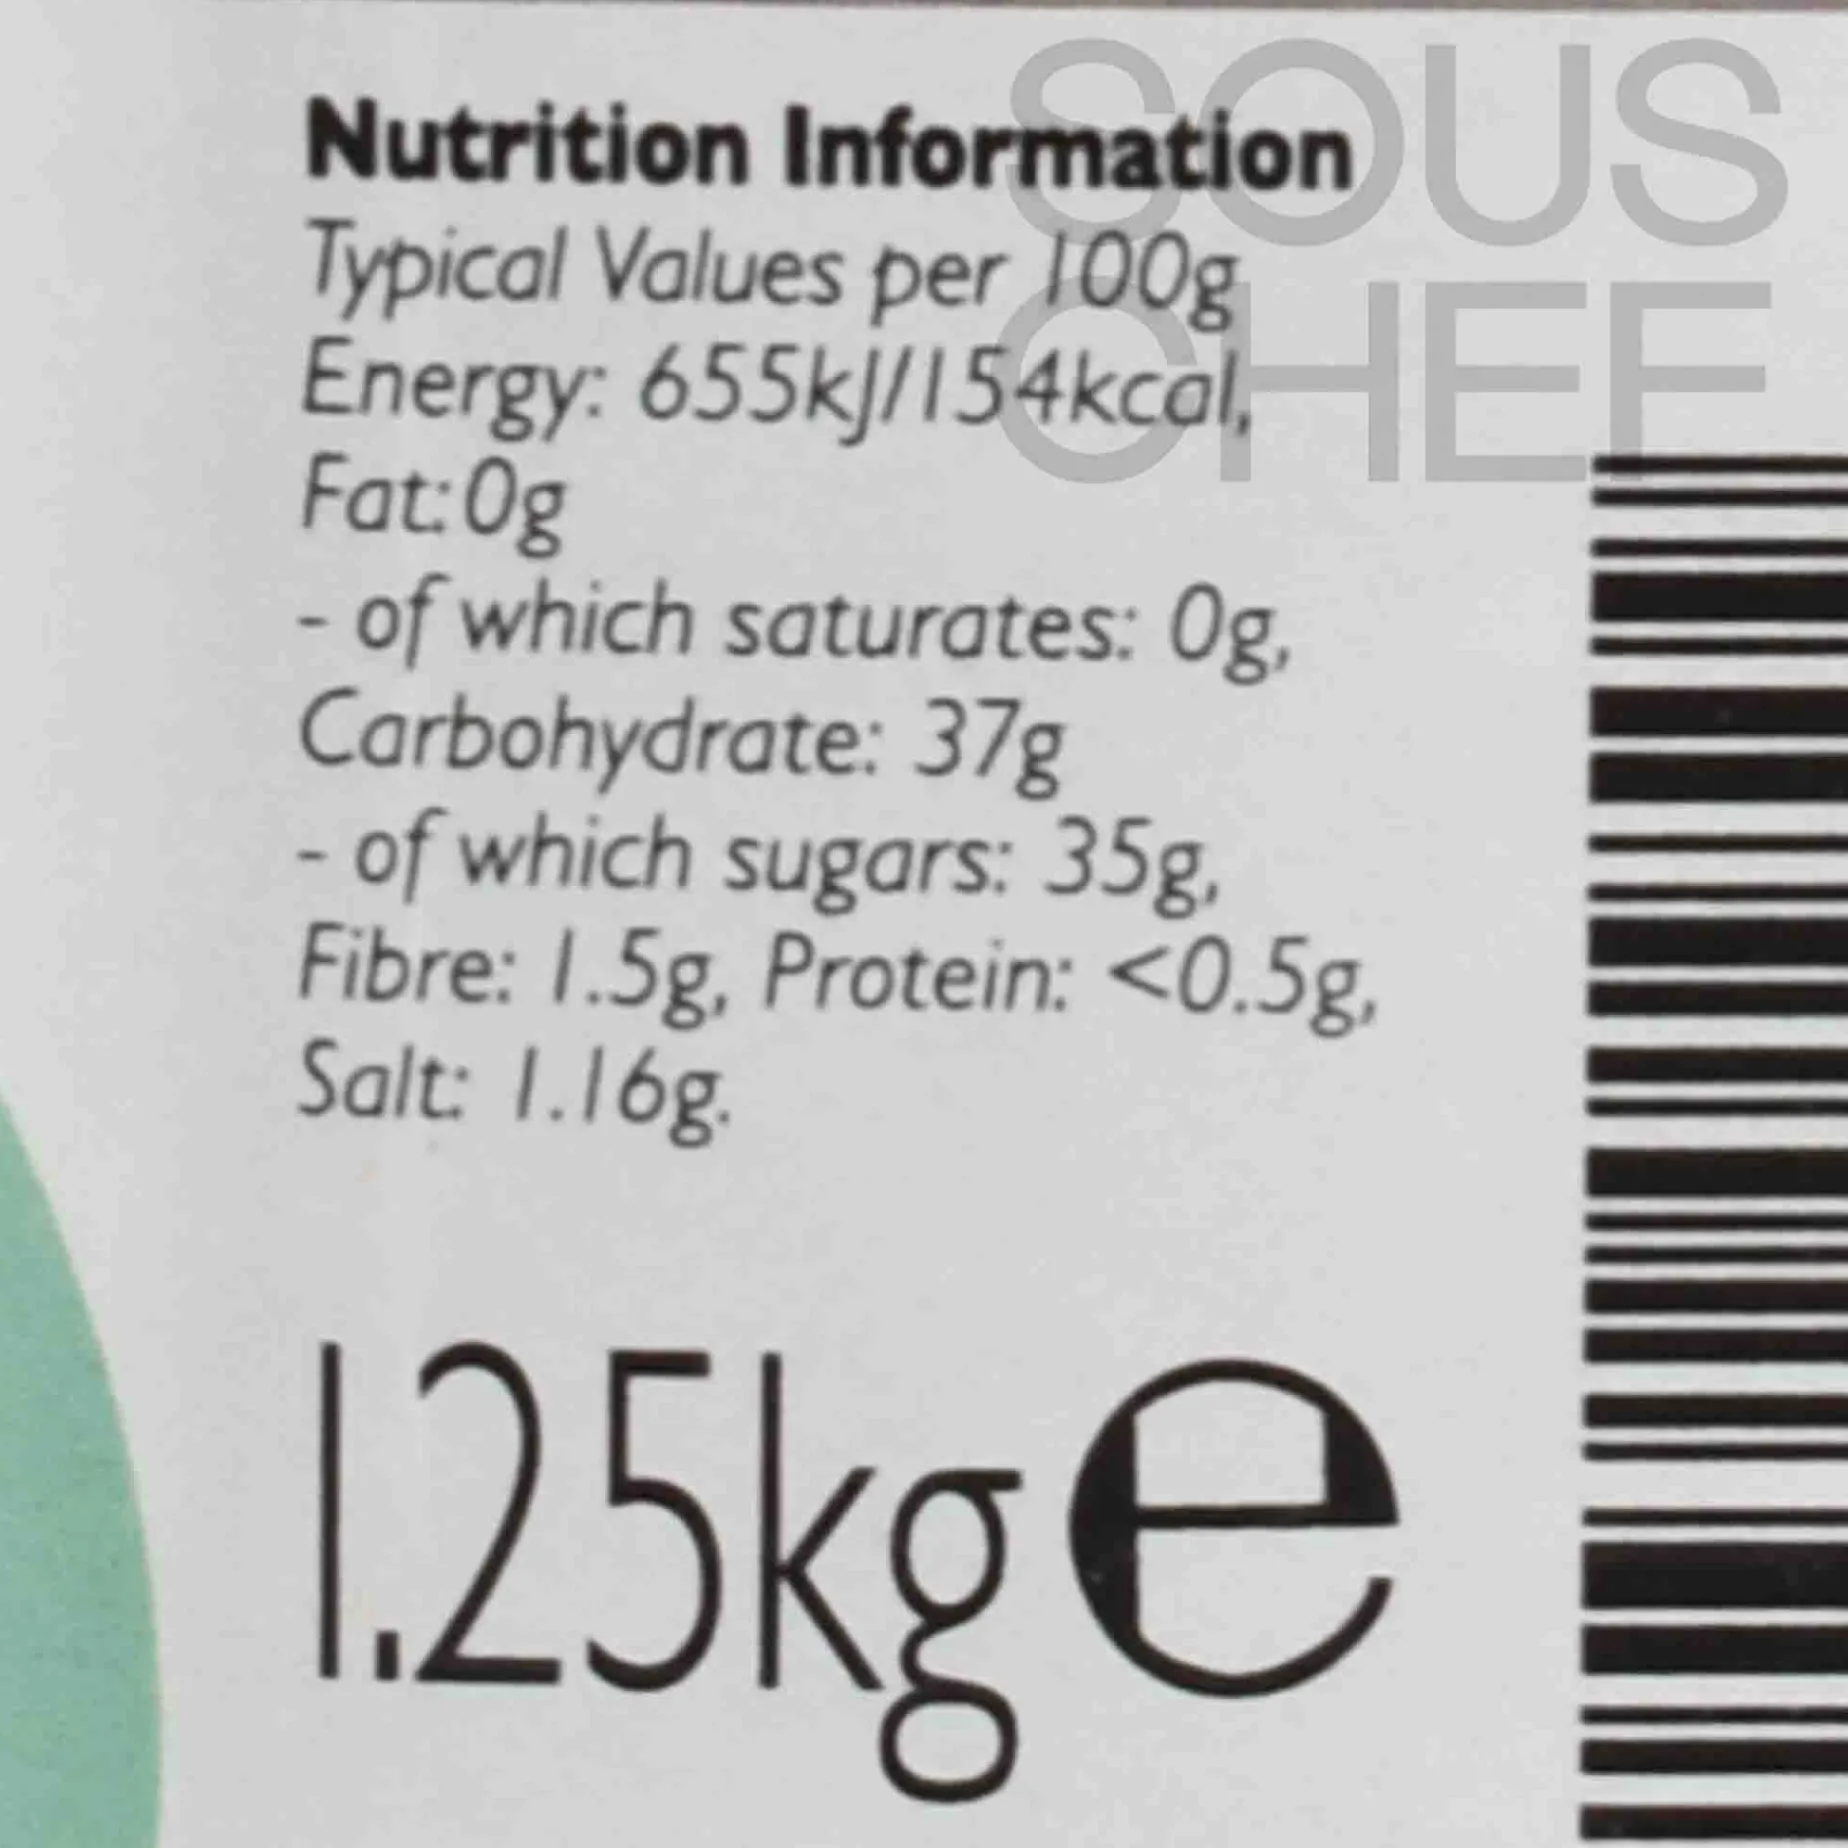 SOUS
CHEF
Nutrition Information
Typical Values per 100g
Energy: 655kJ/154kcal,
Fat: 0g
- of which saturates: 0g,
Carbohydrate: 37g
- of which sugars: 35g,
Fibre: 1.5g, Protein: <0.5g,
Salt: 1.16g.
1.25kg e